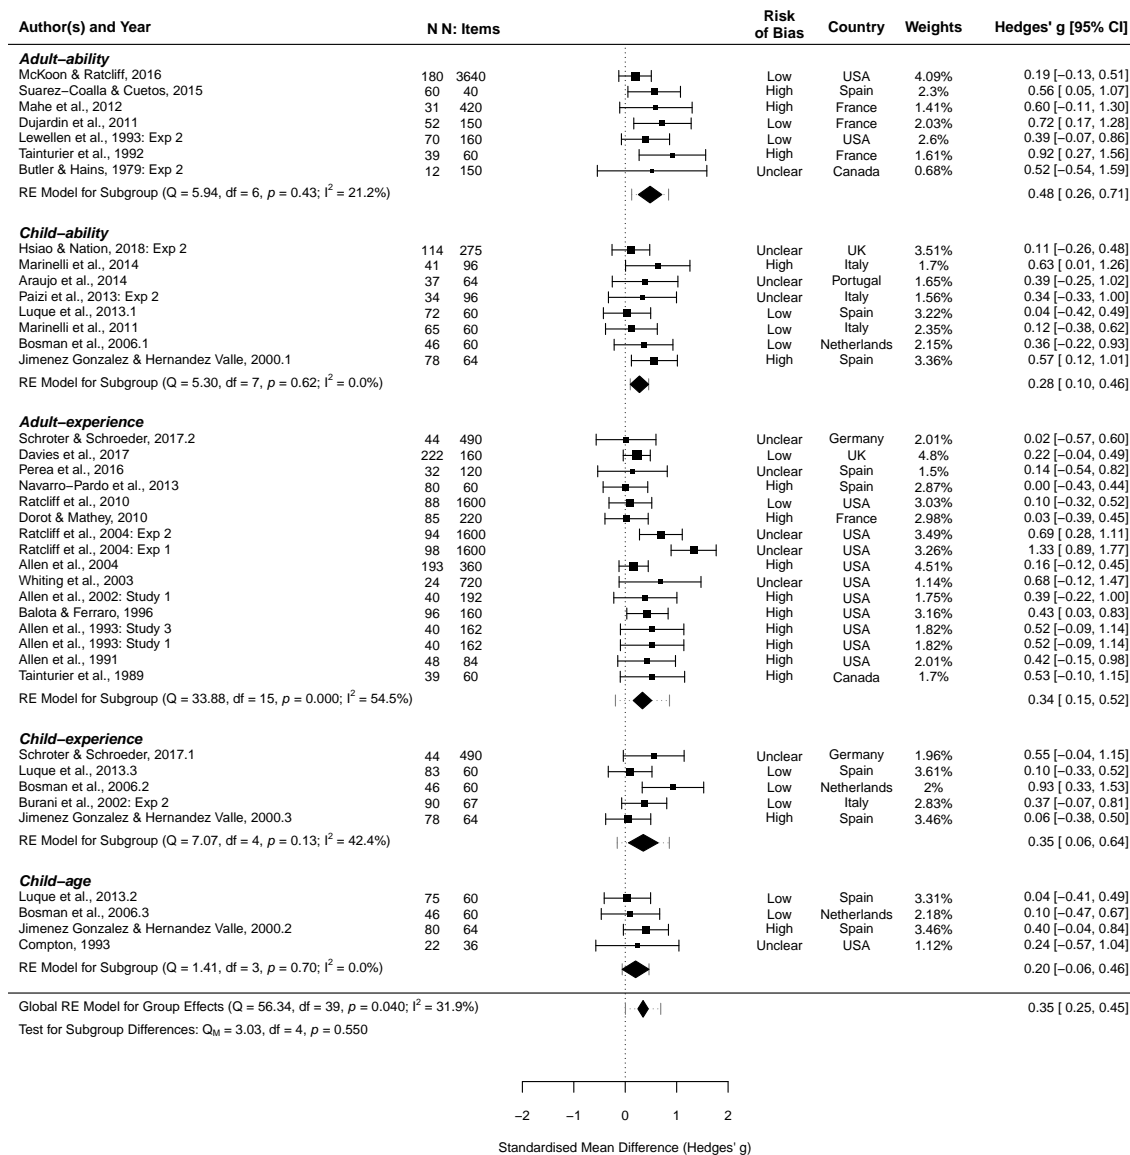 Author(s) and Year N N: Items Risk of Bias Country Weights Hedges' g [95% CI]
Adult−ability
McKoon & Ratcliff, 2016 180 3640 Low USA 4.09% 0.19 [−0.13, 0.51]
Suarez−Coalla & Cuetos, 2015 60 40 High Spain 2.3% 0.56 [ 0.05, 1.07]
Mahe et al., 2012 31 420 High France 1.41% 0.60 [−0.11, 1.30]
Dujardin et al., 2011 52 150 Low France 2.03% 0.72 [ 0.17, 1.28]
Lewellen et al., 1993: Exp 2 70 160 Low USA 2.6% 0.39 [−0.07, 0.86]
Tainturier et al., 1992 39 60 High France 1.61% 0.92 [ 0.27, 1.56]
Butler & Hains, 1979: Exp 2 12 150 Unclear Canada 0.68% 0.52 [−0.54, 1.59]
RE Model for Subgroup (Q = 5.94, df = 6, p = 0.43; I² = 21.2%) 0.48 [ 0.26, 0.71]
Child−ability
Hsiao & Nation, 2018: Exp 2 114 275 Unclear UK 3.51% 0.11 [−0.26, 0.48]
Marinelli et al., 2014 41 96 High Italy 1.7% 0.63 [ 0.01, 1.26]
Araujo et al., 2014 37 64 Unclear Portugal 1.65% 0.39 [−0.25, 1.02]
Paizi et al., 2013: Exp 2 34 96 Unclear Italy 1.56% 0.34 [−0.33, 1.00]
Luque et al., 2013.1 72 60 Low Spain 3.22% 0.04 [−0.42, 0.49]
Marinelli et al., 2011 65 60 Low Italy 2.35% 0.12 [−0.38, 0.62]
Bosman et al., 2006.1 46 60 Low Netherlands 2.15% 0.36 [−0.22, 0.93]
Jimenez Gonzalez & Hernandez Valle, 2000.1 78 64 High Spain 3.36% 0.57 [ 0.12, 1.01]
RE Model for Subgroup (Q = 5.30, df = 7, p = 0.62; I² = 0.0%) 0.28 [ 0.10, 0.46]
Adult−experience
Schroter & Schroeder, 2017.2 44 490 Unclear Germany 2.01% 0.02 [−0.57, 0.60]
Davies et al., 2017 222 160 Low UK 4.8% 0.22 [−0.04, 0.49]
Perea et al., 2016 32 120 Unclear Spain 1.5% 0.14 [−0.54, 0.82]
Navarro−Pardo et al., 2013 80 60 High Spain 2.87% 0.00 [−0.43, 0.44]
Ratcliff et al., 2010 88 1600 Low USA 3.03% 0.10 [−0.32, 0.52]
Dorot & Mathey, 2010 85 220 High France 2.98% 0.03 [−0.39, 0.45]
Ratcliff et al., 2004: Exp 2 94 1600 Unclear USA 3.49% 0.69 [ 0.28, 1.11]
Ratcliff et al., 2004: Exp 1 98 1600 Unclear USA 3.26% 1.33 [ 0.89, 1.77]
Allen et al., 2004 193 360 High USA 4.51% 0.16 [−0.12, 0.45]
Whiting et al., 2003 24 720 Unclear USA 1.14% 0.68 [−0.12, 1.47]
Allen et al., 2002: Study 1 40 192 High USA 1.75% 0.39 [−0.22, 1.00]
Balota & Ferraro, 1996 96 160 High USA 3.16% 0.43 [ 0.03, 0.83]
Allen et al., 1993: Study 3 40 162 High USA 1.82% 0.52 [−0.09, 1.14]
Allen et al., 1993: Study 1 40 162 High USA 1.82% 0.52 [−0.09, 1.14]
Allen et al., 1991 48 84 High USA 2.01% 0.42 [−0.15, 0.98]
Tainturier et al., 1989 39 60 High Canada 1.7% 0.53 [−0.10, 1.15]
RE Model for Subgroup (Q = 33.88, df = 15, p = 0.000; I² = 54.5%) 0.34 [ 0.15, 0.52]
Child−experience
Schroter & Schroeder, 2017.1 44 490 Unclear Germany 1.96% 0.55 [−0.04, 1.15]
Luque et al., 2013.3 83 60 Low Spain 3.61% 0.10 [−0.33, 0.52]
Bosman et al., 2006.2 46 60 Low Netherlands 2% 0.93 [ 0.33, 1.53]
Burani et al., 2002: Exp 2 90 67 Low Italy 2.83% 0.37 [−0.07, 0.81]
Jimenez Gonzalez & Hernandez Valle, 2000.3 78 64 High Spain 3.46% 0.06 [−0.38, 0.50]
RE Model for Subgroup (Q = 7.07, df = 4, p = 0.13; I² = 42.4%) 0.35 [ 0.06, 0.64]
Child−age
Luque et al., 2013.2 75 60 Low Spain 3.31% 0.04 [−0.41, 0.49]
Bosman et al., 2006.3 46 60 Low Netherlands 2.18% 0.10 [−0.47, 0.67]
Jimenez Gonzalez & Hernandez Valle, 2000.2 80 64 High Spain 3.46% 0.40 [−0.04, 0.84]
Compton, 1993 22 36 Unclear USA 1.12% 0.24 [−0.57, 1.04]
RE Model for Subgroup (Q = 1.41, df = 3, p = 0.70; I² = 0.0%) 0.20 [−0.06, 0.46]
Global RE Model for Group Effects (Q = 56.34, df = 39, p = 0.040; I² = 31.9%) 0.35 [ 0.25, 0.45]
Test for Subgroup Differences: Q_M = 3.03, df = 4, p = 0.550
−2 −1 0 1 2
Standardised Mean Difference (Hedges' g)